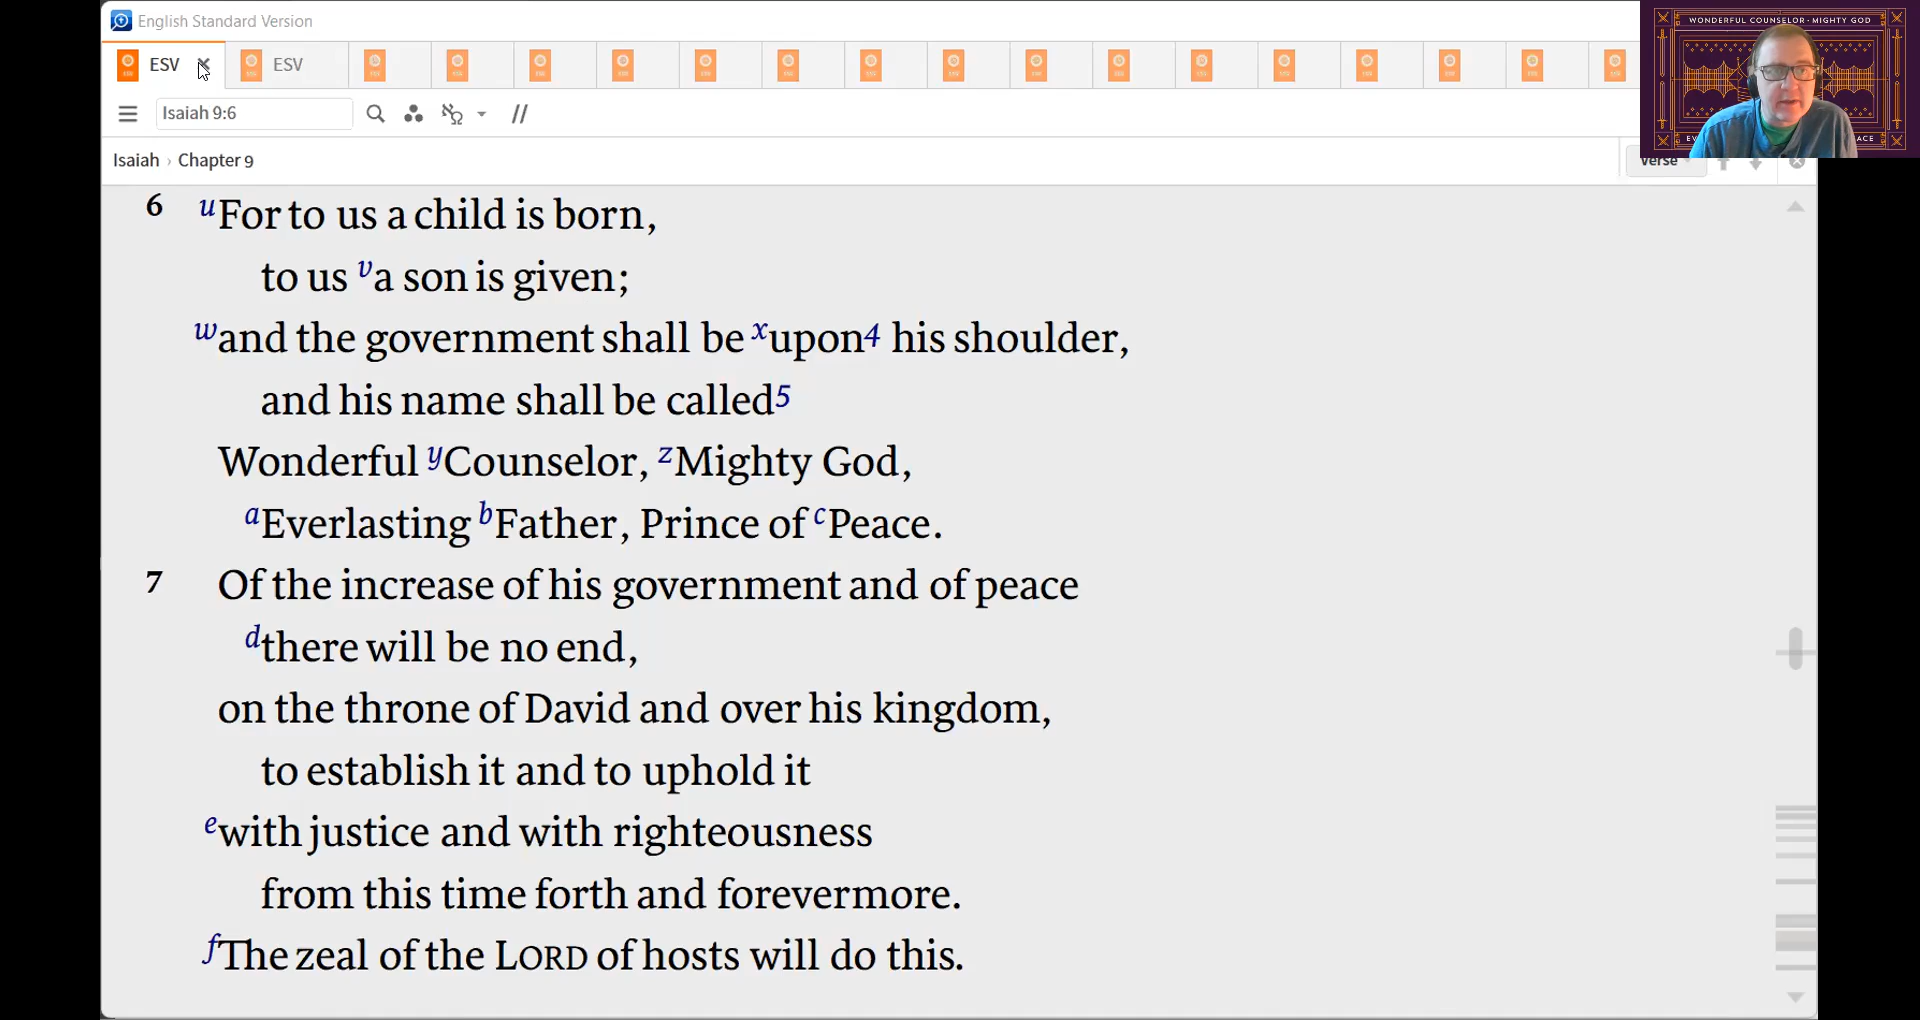 English Standard Version
WONDERFUL COUNSELOR · MIGHTY GOD
ESV
ESV
Isaiah 9:6
Isaiah › Chapter 9
Verse
6 uFor to us a child is born,
to us va son is given;
wand the government shall be xupon4 his shoulder,
and his name shall be called5
Wonderful yCounselor, zMighty God,
aEverlasting bFather, Prince of cPeace.
7 Of the increase of his government and of peace
dthere will be no end,
on the throne of David and over his kingdom,
to establish it and to uphold it
ewith justice and with righteousness
from this time forth and forevermore.
fThe zeal of the LORD of hosts will do this.